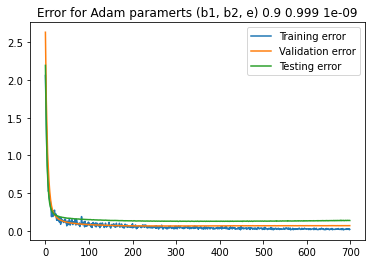 Error for Adam paramerts (b1, b2, e) 0.9 0.999 1e-09
Training error
Validation error
Testing error
2.5
2.0
1.5
1.0
0.5
0.0
0 100 200 300 400 500 600 700